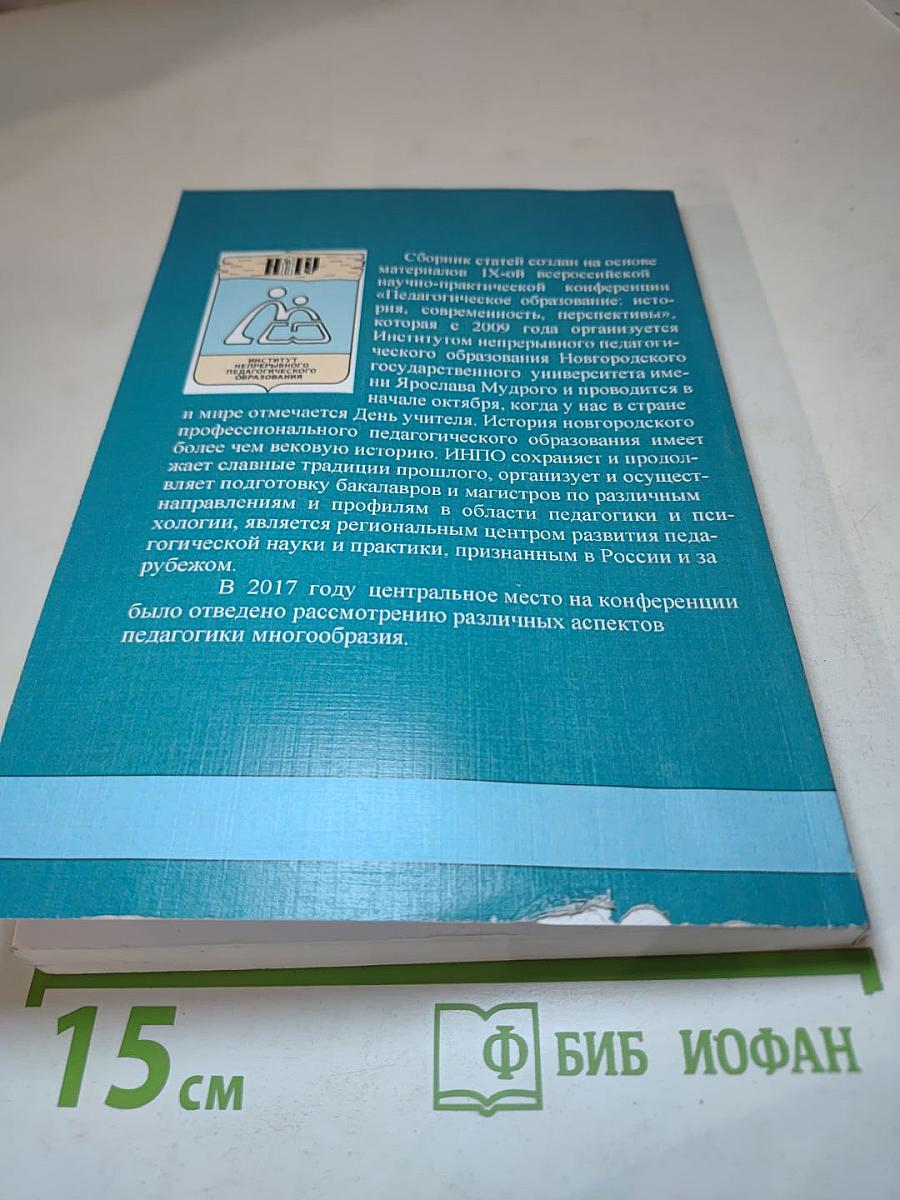 НовГУ
ИНСТИТУТ
НЕПРЕРЫВНОГО
ПЕДАГОГИЧЕСКОГО
ОБРАЗОВАНИЯ
Сборник статей создан на основе
материалов IX-ой всероссийской
научно-практической конференции
«Педагогическое образование: исто-
рия, современность, перспективы»,
которая с 2009 года организуется
Институтом непрерывного педагоги-
ческого образования Новгородского
государственного университета име-
ни Ярослава Мудрого и проводится в
начале октября, когда у нас в стране
и мире отмечается День учителя. История новгородского
профессионального педагогического образования имеет
более чем вековую историю. ИНПО сохраняет и продол-
жает славные традиции прошлого, организует и осущест-
вляет подготовку бакалавров и магистров по различным
направлениям и профилям в области педагогики и пси-
хологии, является региональным центром развития педа-
гогической науки и практики, признанным в России и за
рубежом.
В 2017 году центральное место на конференции
было отведено рассмотрению различных аспектов
педагогики многообразия.
15 см
Ф БИБ ИОФАН